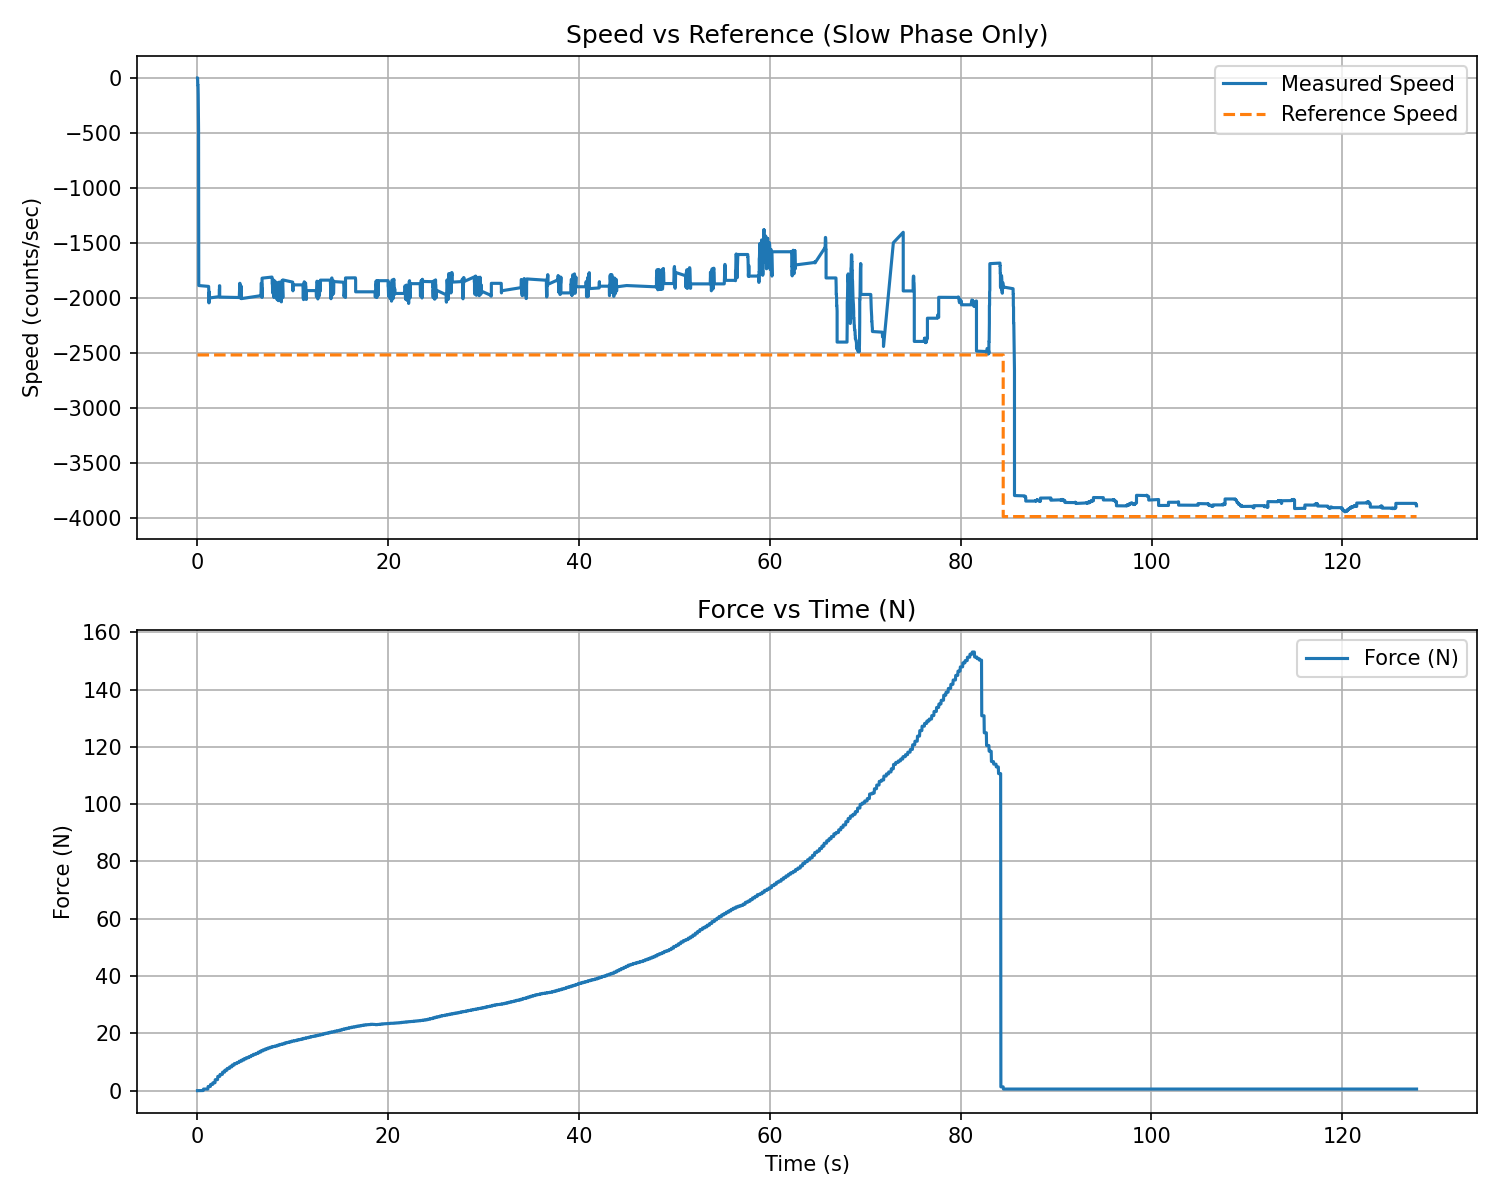 Speed vs Reference (Slow Phase Only)
Speed (counts/sec)
0
−500
−1000
−1500
−2000
−2500
−3000
−3500
−4000
Measured Speed
Reference Speed
0 20 40 60 80 100 120
Force vs Time (N)
Force (N)
160
140
120
100
80
60
40
20
0
Force (N)
0 20 40 60 80 100 120
Time (s)